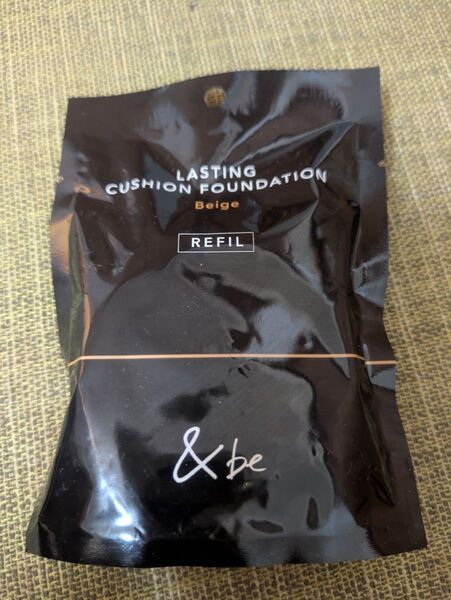 LASTING
CUSHION FOUNDATION
Beige
REFIL
& be